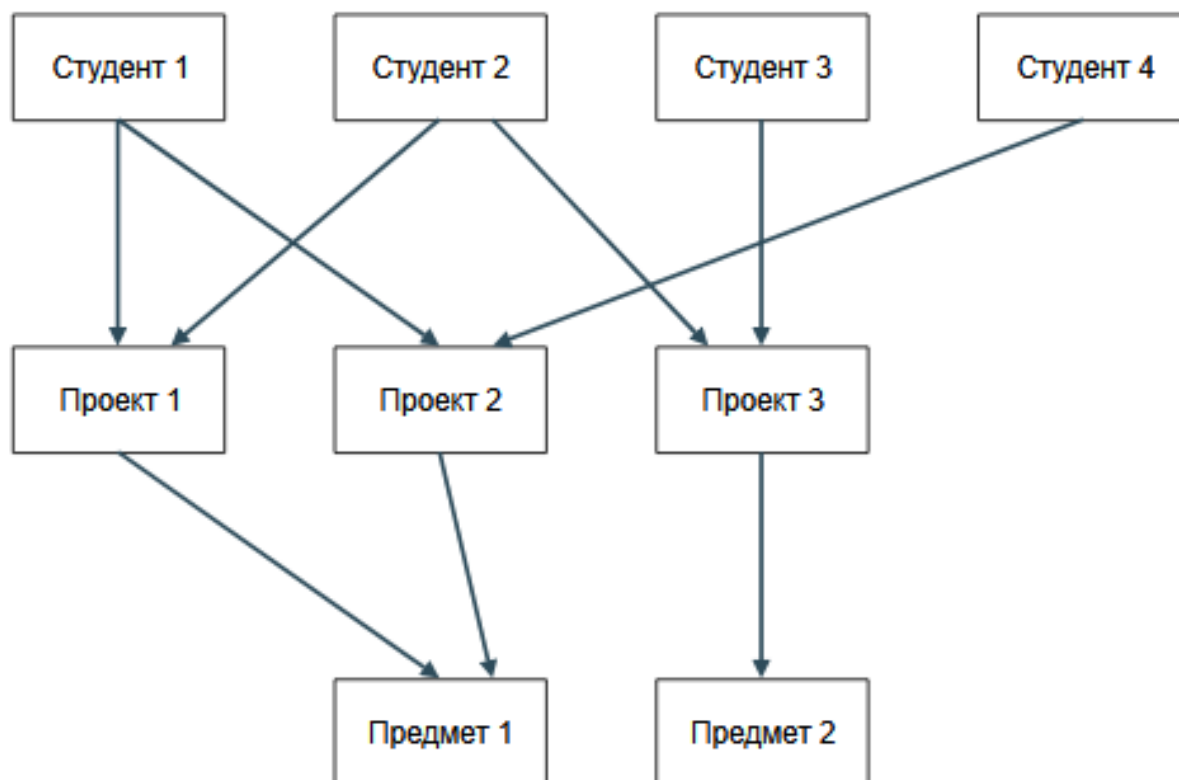 Студент 1
Студент 2
Студент 3
Студент 4
Проект 1
Проект 2
Проект 3
Предмет 1
Предмет 2